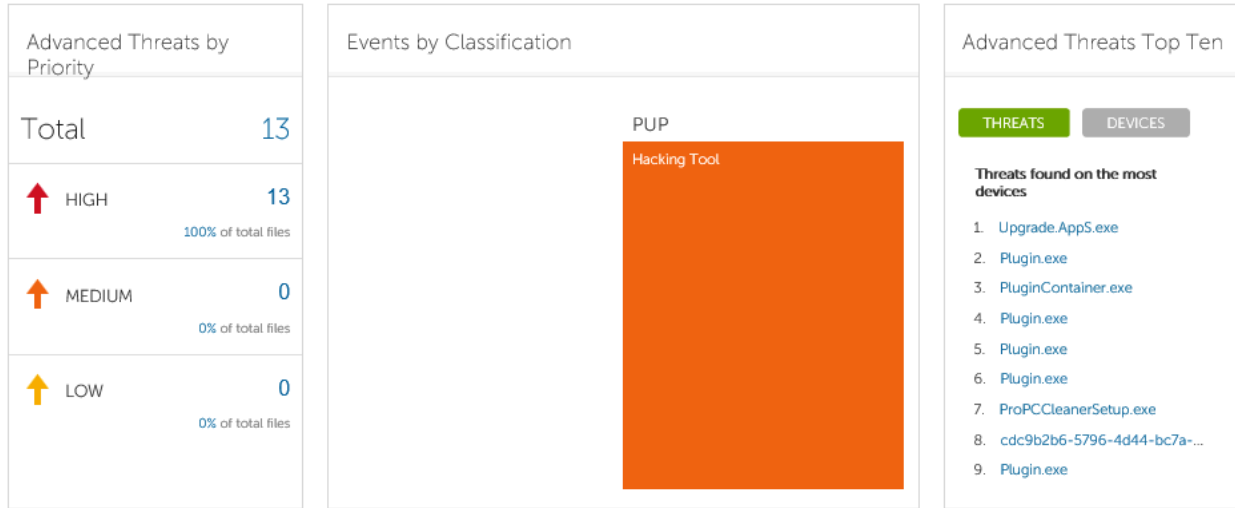 Advanced Threats by
Priority
Total 13
HIGH 13
100% of total files
MEDIUM 0
0% of total files
LOW 0
0% of total files
Events by Classification
PUP
Hacking Tool
Advanced Threats Top Ten
THREATS DEVICES
Threats found on the most
devices
1. Upgrade.AppS.exe
2. Plugin.exe
3. PluginContainer.exe
4. Plugin.exe
5. Plugin.exe
6. Plugin.exe
7. ProPCCleanerSetup.exe
8. cdc9b2b6-5796-4d44-bc7a-...
9. Plugin.exe